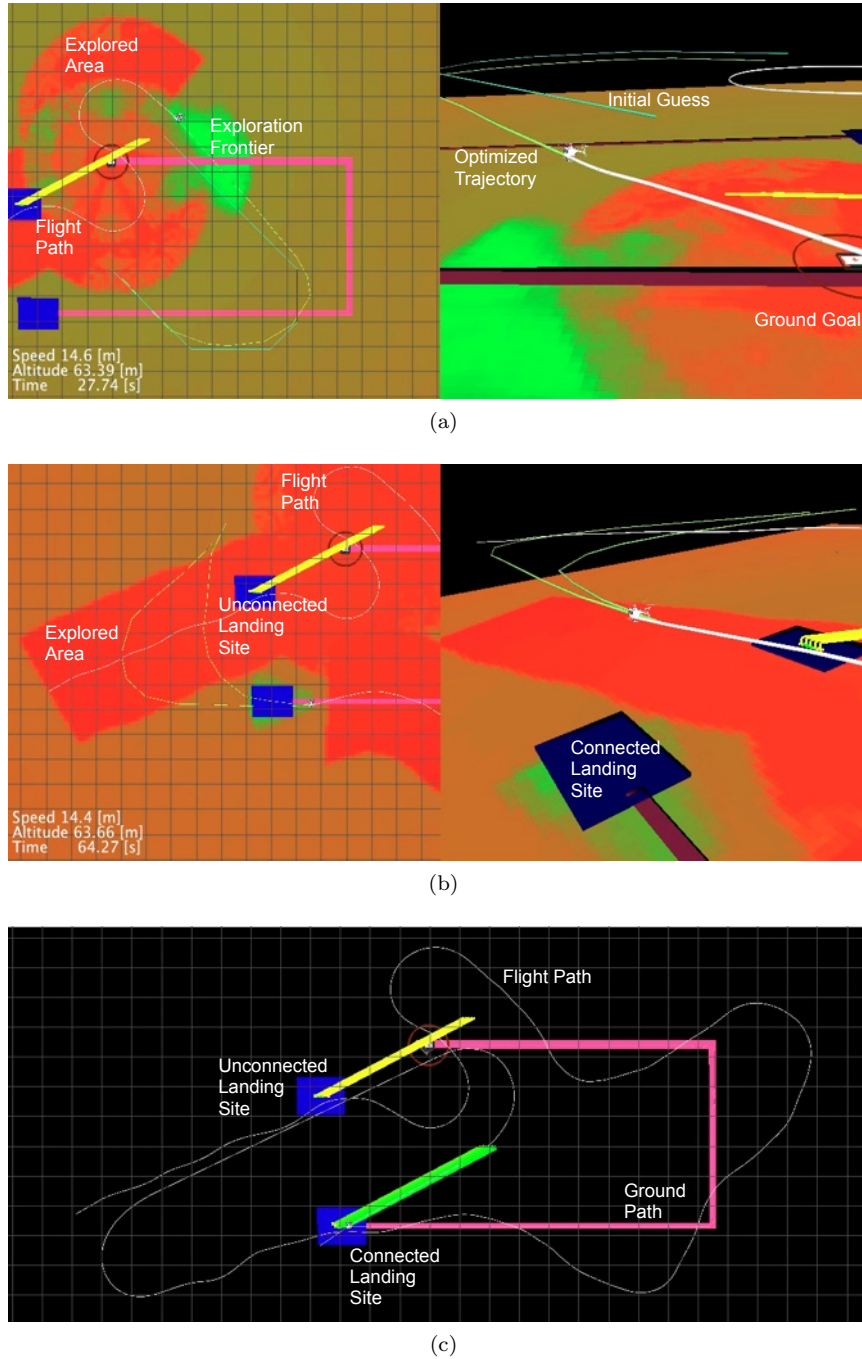 Explored
Area
Exploration
Frontier
Flight
Path
Speed 14.6 [m]
Altitude 63.39 [m]
Time 27.74 [s]
Initial Guess
Optimized
Trajectory
Ground Goal
(a)
Flight
Path
Unconnected
Landing
Site
Explored
Area
Speed 14.4 [m]
Altitude 63.66 [m]
Time 64.27 [s]
Connected
Landing
Site
(b)
Flight Path
Unconnected
Landing
Site
Ground
Path
Connected
Landing
Site
(c)